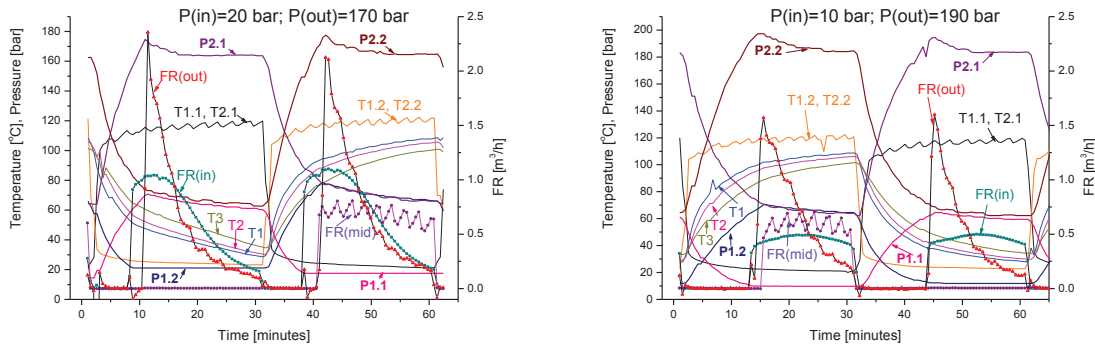 P(in)=20 bar; P(out)=170 bar
Temperature [°C], Pressure [bar]
180
160
140
120
100
80
60
40
20
0
P2.1
P2.2
FR(out)
T1.1, T2.1
T1.2, T2.2
FR(in)
T3
T2
T1
FR(mid)
P1.2
P1.1
2.5
2.0
1.5
1.0
0.5
0.0
FR [m³/h]
0
10
20
30
40
50
60
Time [minutes]
P(in)=10 bar; P(out)=190 bar
Temperature [°C], Pressure [bar]
200
180
160
140
120
100
80
60
40
20
0
P2.2
P2.1
FR(out)
T1.2, T2.2
T1.1, T2.1
T1
T2
T3
FR(in)
P1.2
FR(mid)
P1.1
2.5
2.0
1.5
1.0
0.5
0.0
FR [m³/h]
0
10
20
30
40
50
60
Time [minutes]